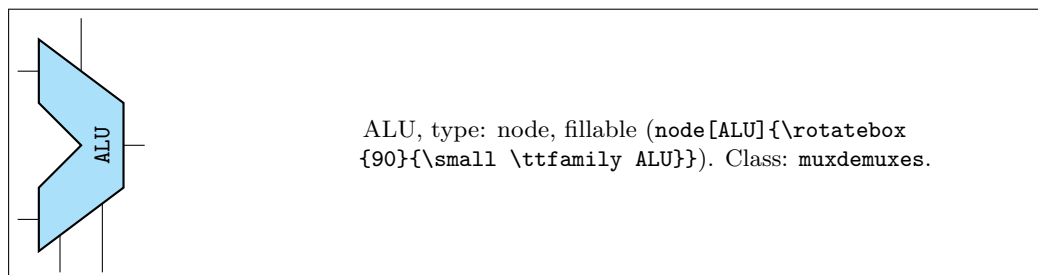 ALU
ALU, type: node, fillable (node[ALU]{\rotatebox
{90}{\small \ttfamily ALU}}). Class: muxdemuxes.